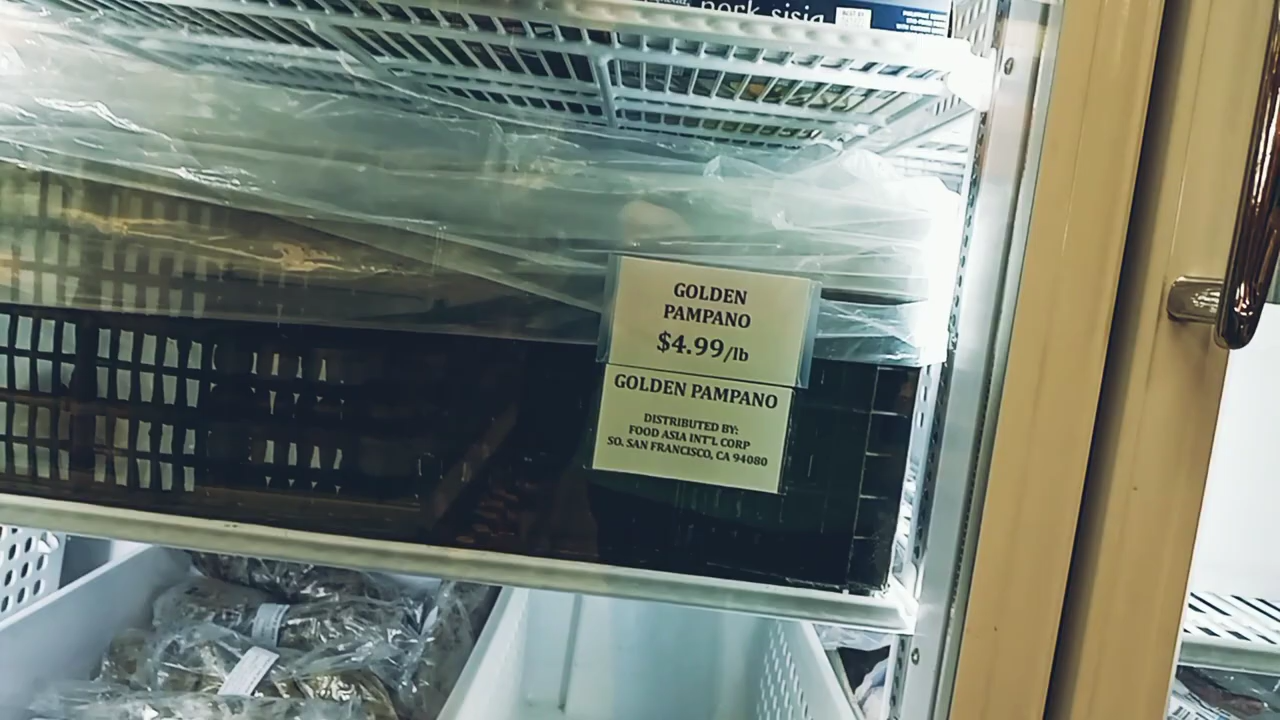 pork sisig
GOLDEN
PAMPANO
$4.99/lb
GOLDEN PAMPANO
DISTRIBUTED BY:
FOOD ASIA INT'L CORP
SO. SAN FRANCISCO, CA 94080